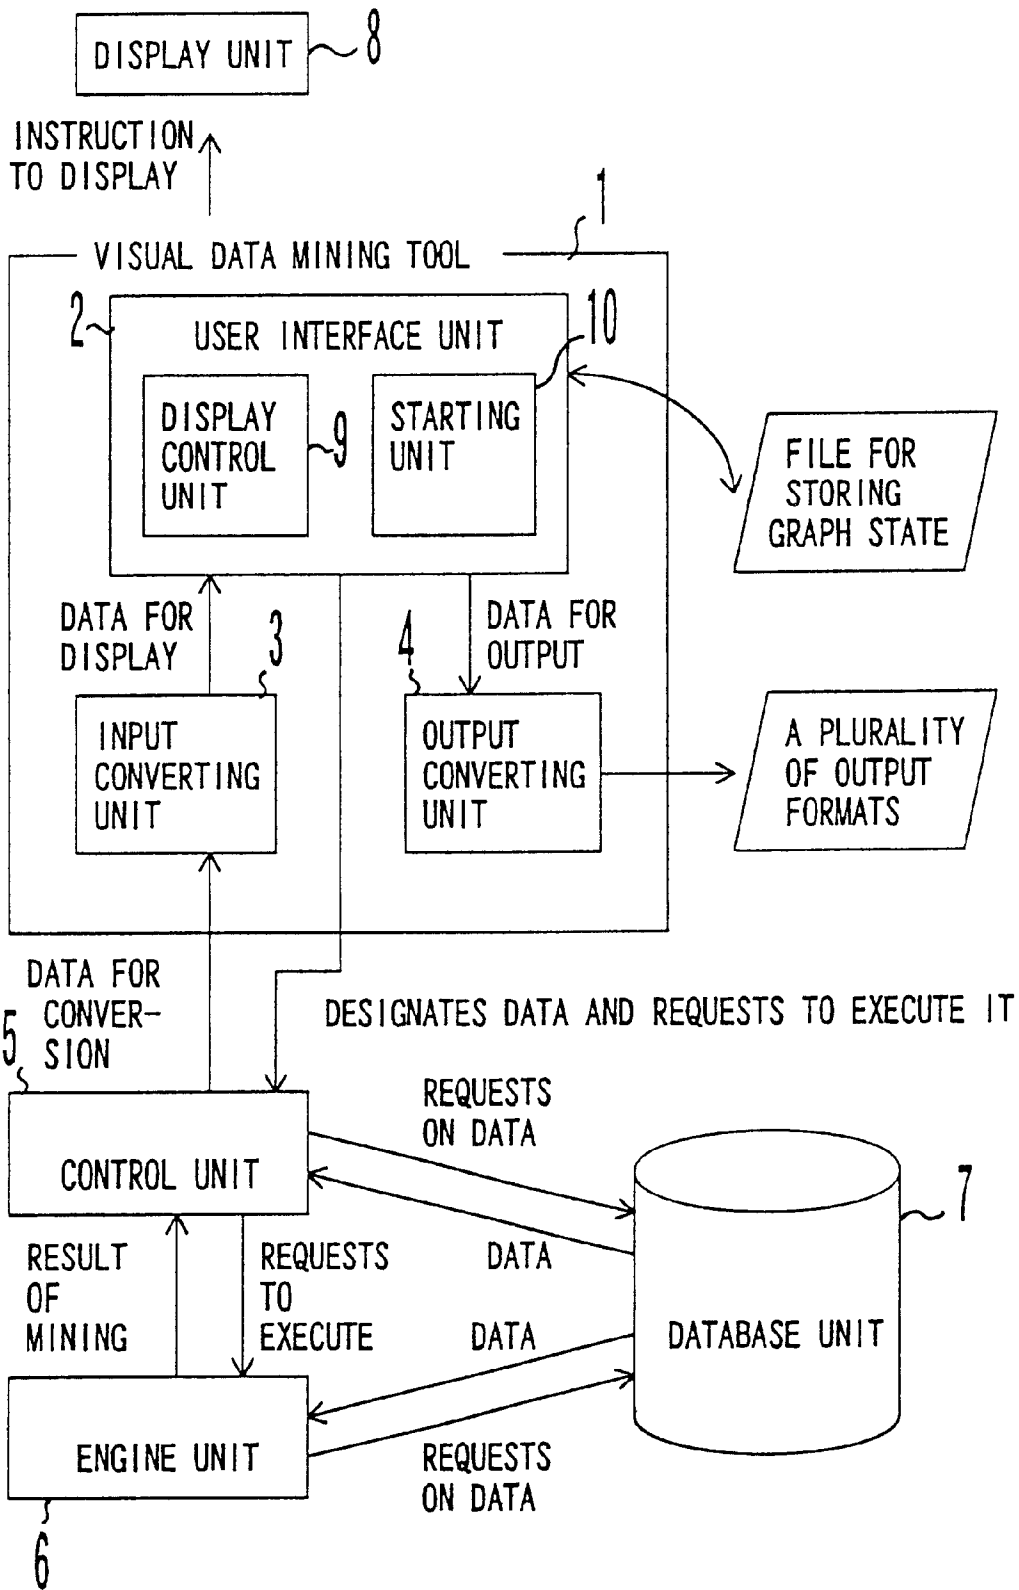 DISPLAY UNIT
8
INSTRUCTION
TO DISPLAY
1
VISUAL DATA MINING TOOL
2
USER INTERFACE UNIT
10
DISPLAY
CONTROL
UNIT
9
STARTING
UNIT
FILE FOR
STORING
GRAPH STATE
DATA FOR
DISPLAY
3
4
DATA FOR
OUTPUT
INPUT
CONVERTING
UNIT
OUTPUT
CONVERTING
UNIT
A PLURALITY
OF OUTPUT
FORMATS
DATA FOR
CONVER-
SION
5
DESIGNATES DATA AND REQUESTS TO EXECUTE IT
REQUESTS
ON DATA
CONTROL UNIT
7
RESULT
OF
MINING
REQUESTS
TO
EXECUTE
DATA
DATA
DATABASE UNIT
ENGINE UNIT
REQUESTS
ON DATA
6